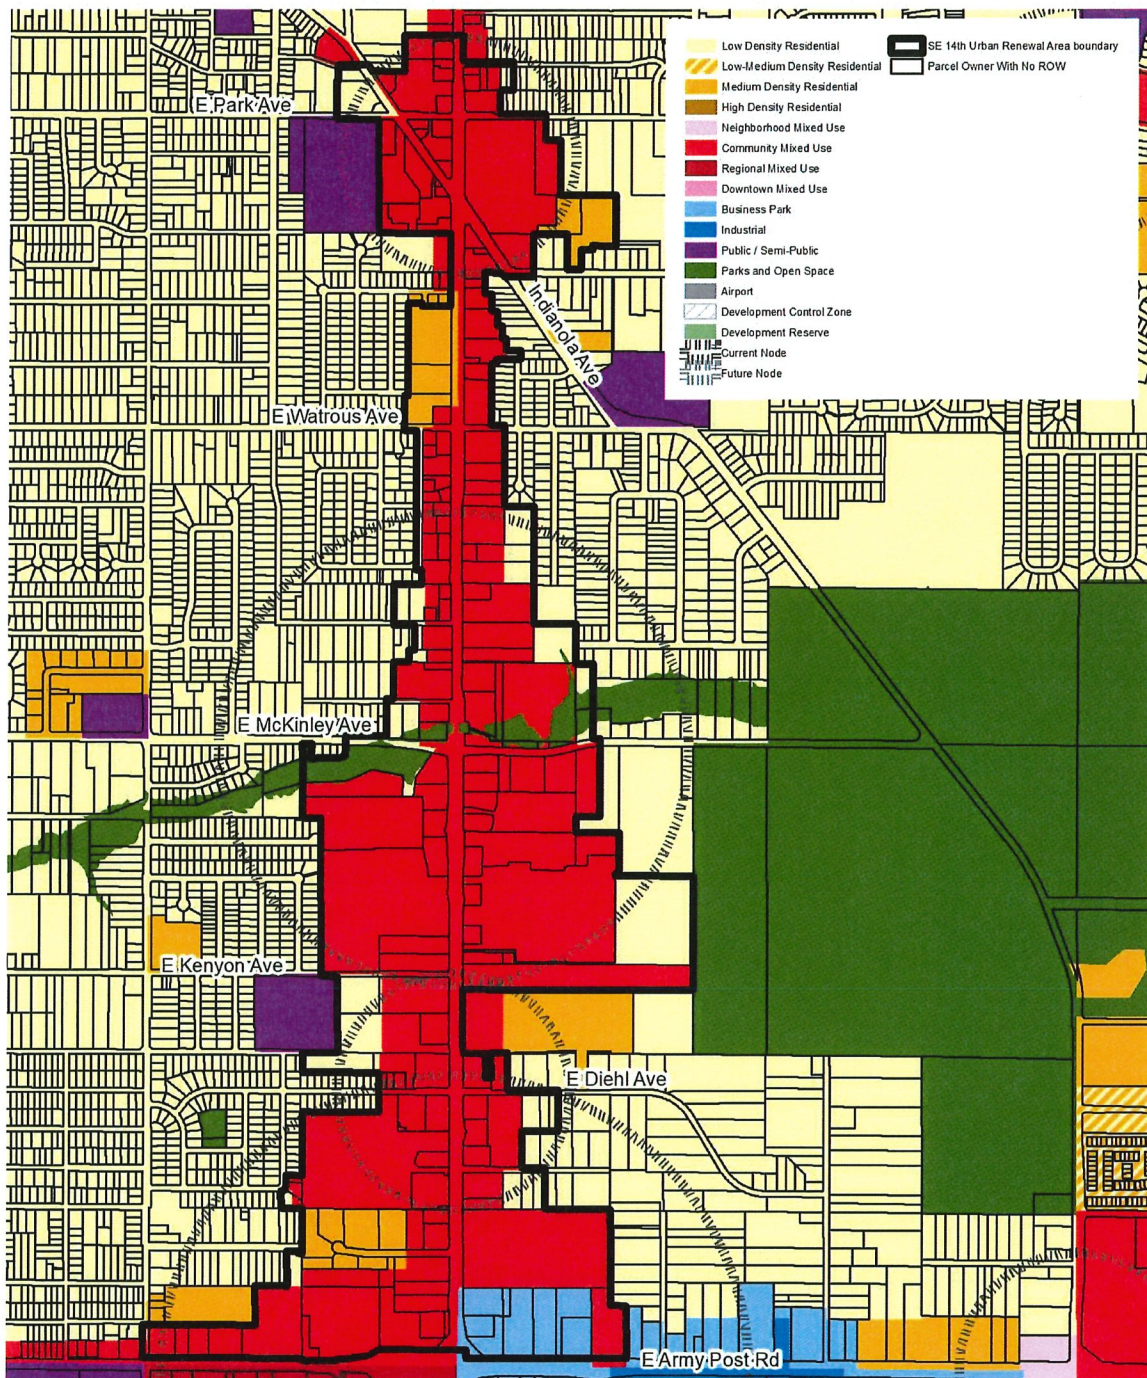 Low Density Residential
Low-Medium Density Residential
Medium Density Residential
High Density Residential
Neighborhood Mixed Use
Community Mixed Use
Regional Mixed Use
Downtown Mixed Use
Business Park
Industrial
Public / Semi-Public
Parks and Open Space
Airport
Development Control Zone
Development Reserve
Current Node
Future Node
SE 14th Urban Renewal Area boundary
Parcel Owner With No ROW
E Park Ave
Indianola Ave
E Watrous Ave
E McKinley Ave
E Kenyon Ave
E Diehl Ave
E Army Post Rd